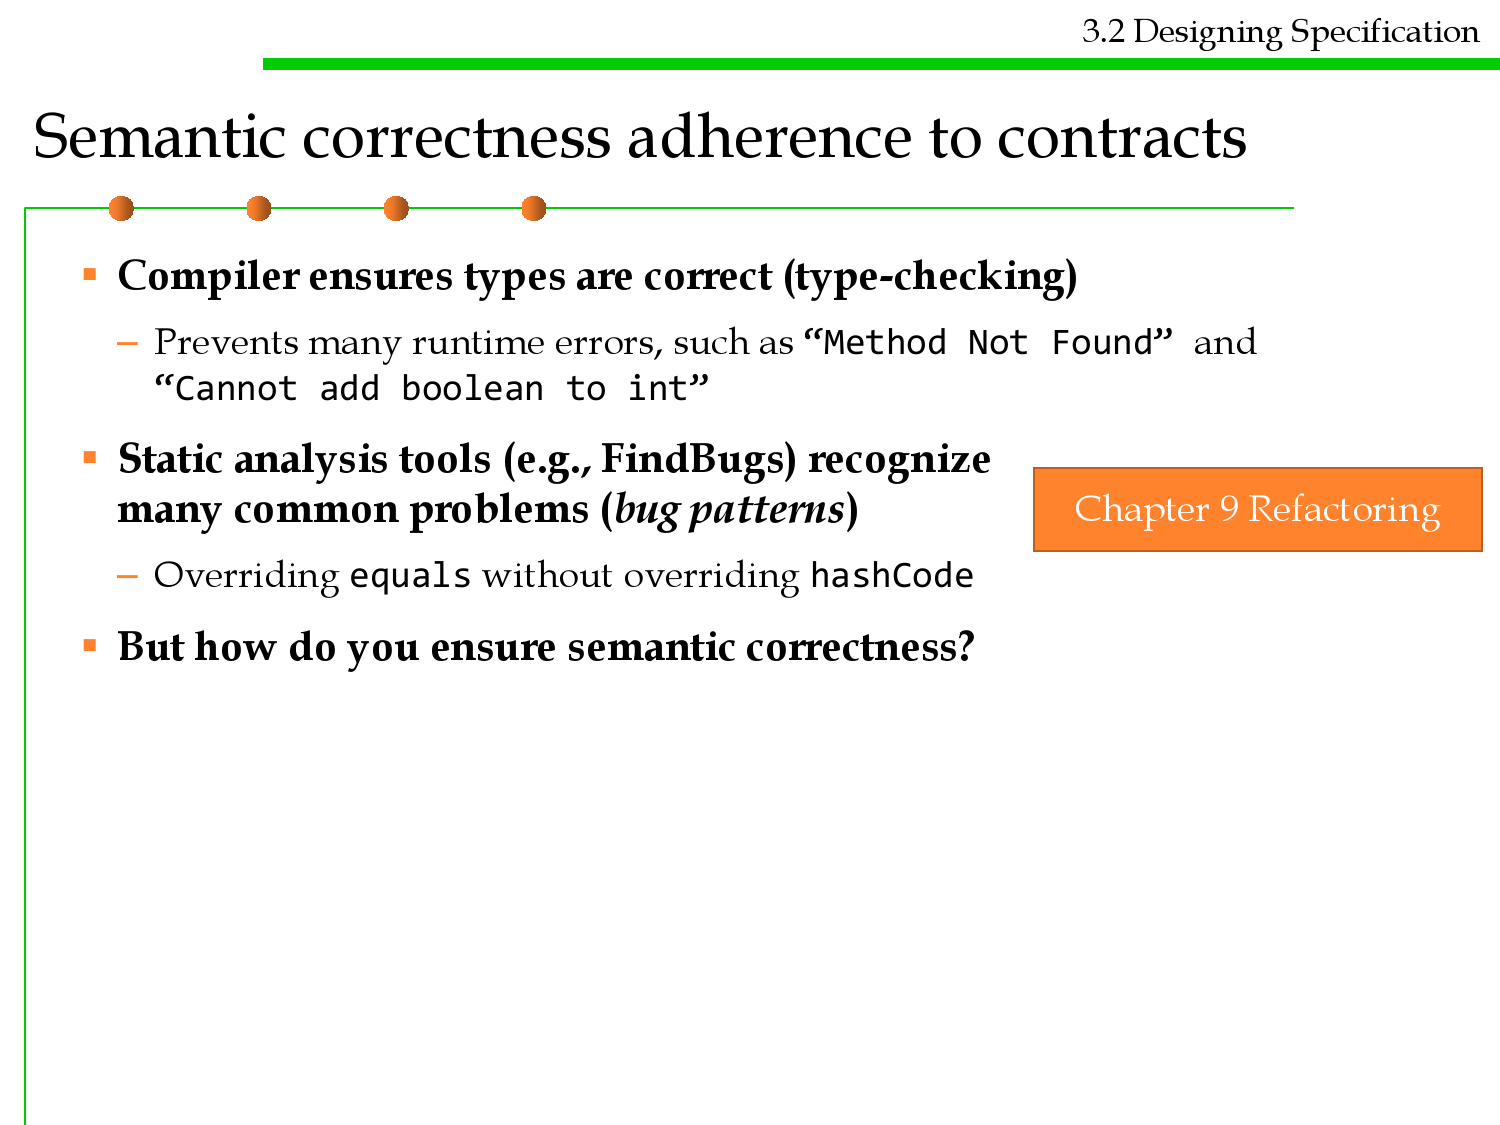 3.2 Designing Specification
Semantic correctness adherence to contracts
▪ Compiler ensures types are correct (type-checking)
– Prevents many runtime errors, such as “Method Not Found” and
“Cannot add boolean to int”
▪ Static analysis tools (e.g., FindBugs) recognize
many common problems (bug patterns)
Chapter 9 Refactoring
– Overriding equals without overriding hashCode
▪ But how do you ensure semantic correctness?